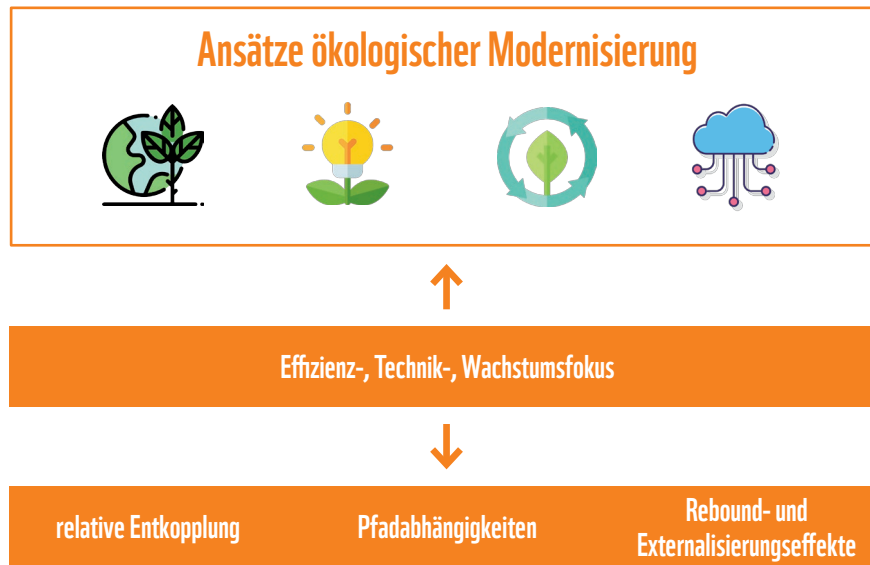 Ansätze ökologischer Modernisierung
Effizienz-, Technik-, Wachstumsfokus
relative Entkopplung
Pfadabhängigkeiten
Rebound- und
Externalisierungseffekte